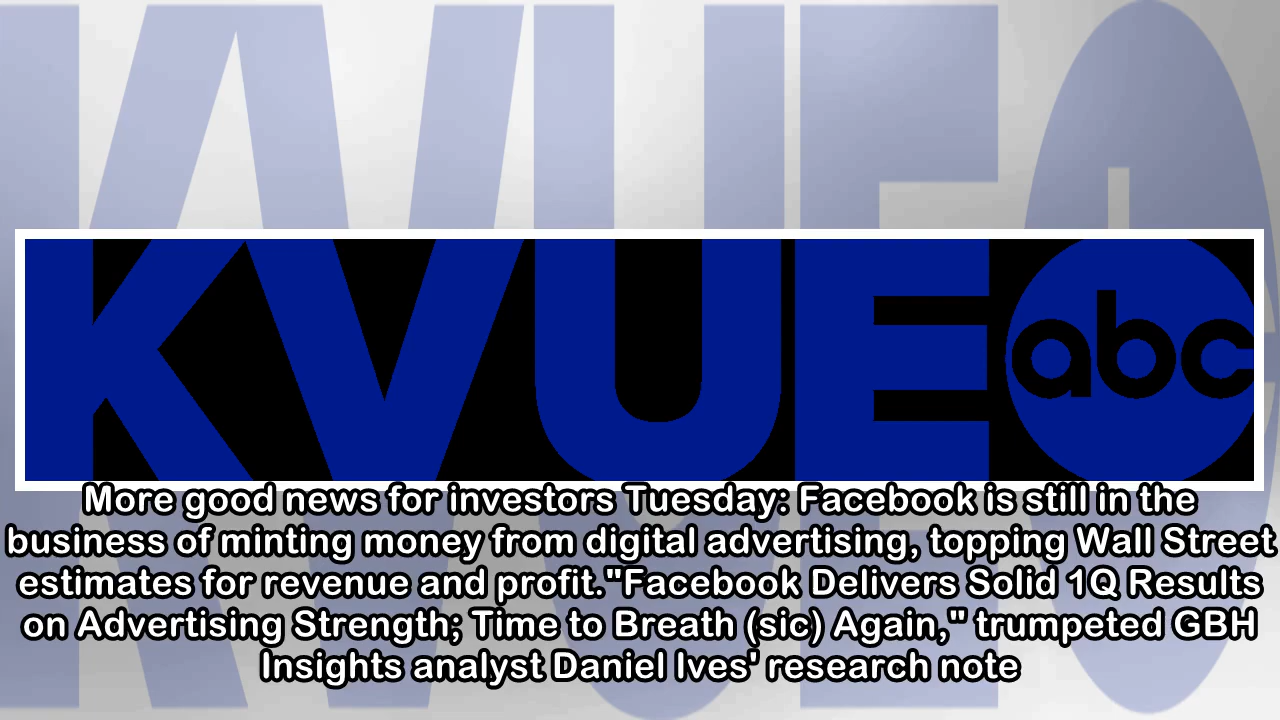 KVUE abc
More good news for investors Tuesday: Facebook is still in the
business of minting money from digital advertising, topping Wall Street
estimates for revenue and profit."Facebook Delivers Solid 1Q Results
on Advertising Strength; Time to Breath (sic) Again," trumpeted GBH
Insights analyst Daniel Ives' research note